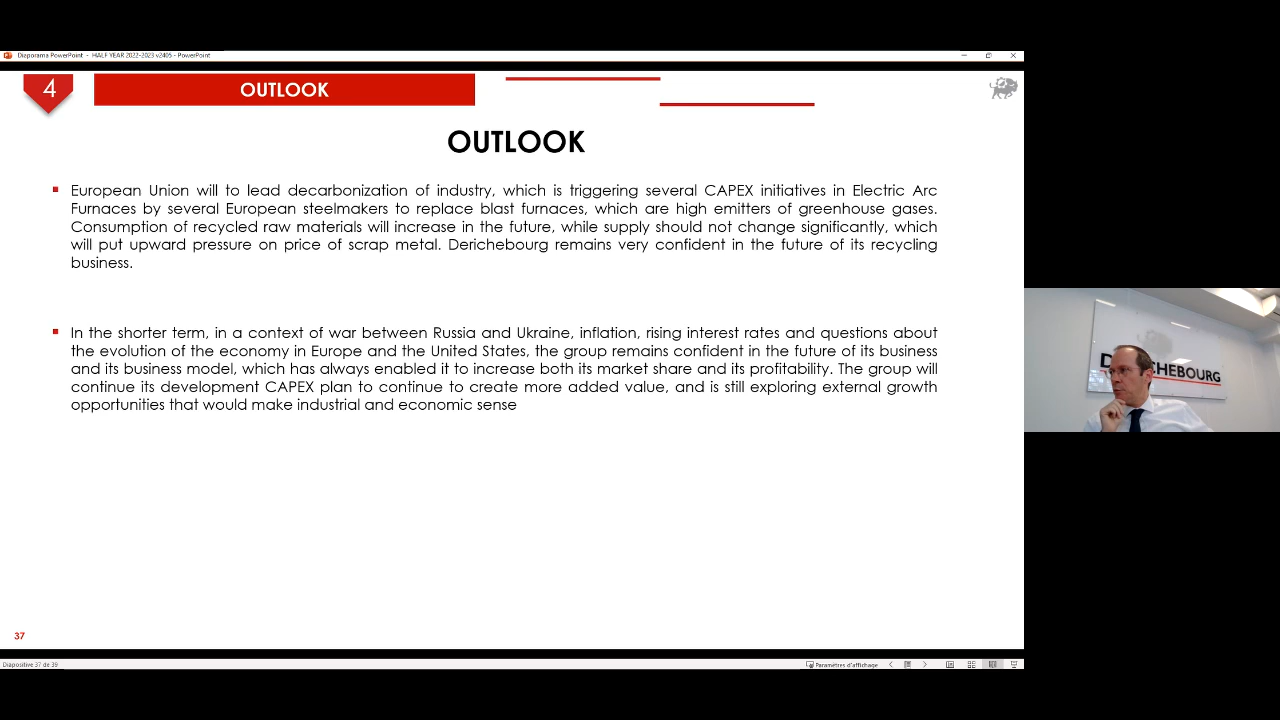 Diaporama PowerPoint - HALF YEAR 2022-2023 v2405 - PowerPoint
4
OUTLOOK
OUTLOOK
European Union will to lead decarbonization of industry, which is triggering several CAPEX initiatives in Electric Arc
Furnaces by several European steelmakers to replace blast furnaces, which are high emitters of greenhouse gases.
Consumption of recycled raw materials will increase in the future, while supply should not change significantly, which
will put upward pressure on price of scrap metal. Derichebourg remains very confident in the future of its recycling
business.
In the shorter term, in a context of war between Russia and Ukraine, inflation, rising interest rates and questions about
the evolution of the economy in Europe and the United States, the group remains confident in the future of its business
and its business model, which has always enabled it to increase both its market share and its profitability. The group will
continue its development CAPEX plan to continue to create more added value, and is still exploring external growth
opportunities that would make industrial and economic sense
37
Diapositive 37 de 39
Paramètres d'affichage
CHEBOURG